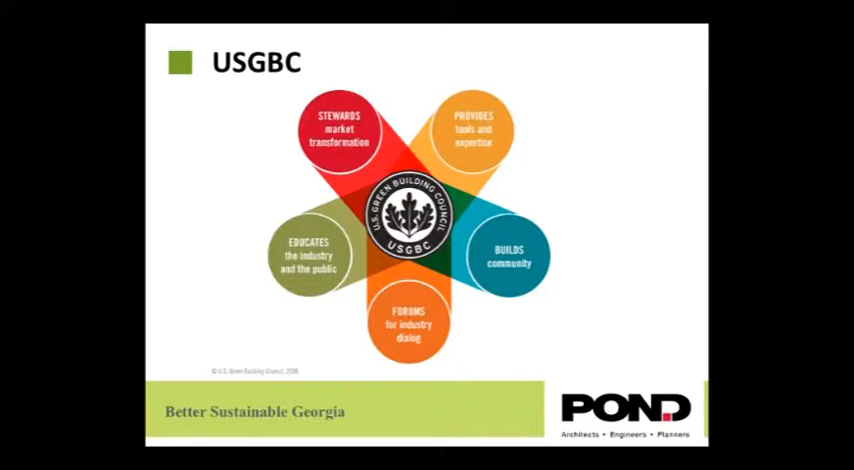 USGBC
STEWARDS
market
transformation
PROVIDES
tools and
expertise
U.S. GREEN BUILDING COUNCIL
USGBC
EDUCATES
the industry
and the public
BUILDS
community
FORUMS
for industry
dialog
© U.S. Green Building Council, 2008
Better Sustainable Georgia
POND
Architects • Engineers • Planners